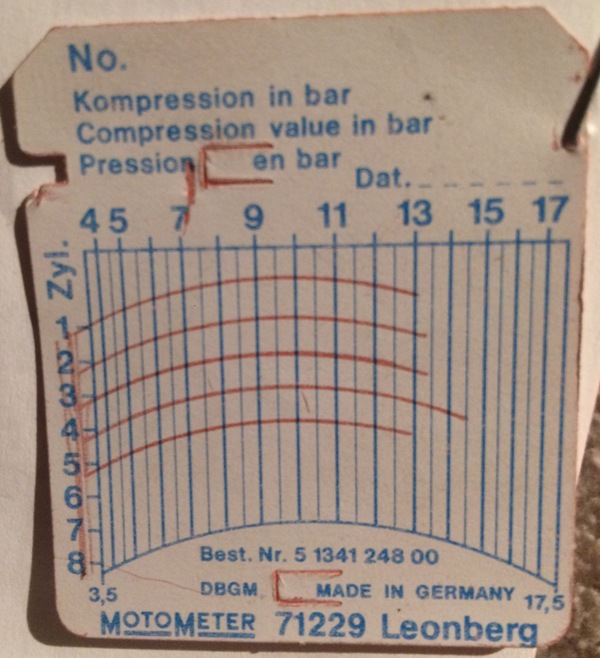 No.
Kompression in bar
Compression value in bar
Pression en bar
Dat.
4 5 7 9 11 13 15 17
Zyl.
1
2
3
4
5
6
7
8
Best. Nr. 5 1341 248 00
3,5 DBGM MADE IN GERMANY 17,5
MOTOMETER 71229 Leonberg